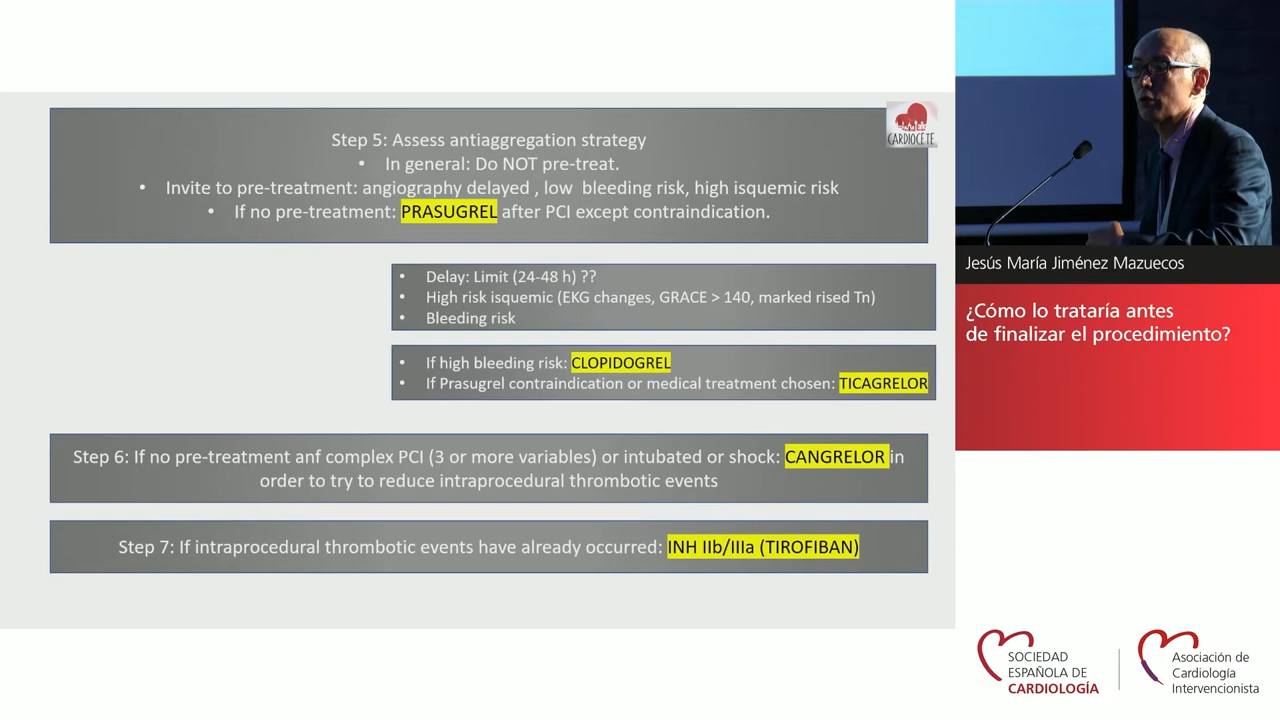 Step 5: Assess antiaggregation strategy
• In general: Do NOT pre-treat.
• Invite to pre-treatment: angiography delayed , low bleeding risk, high isquemic risk
• If no pre-treatment: PRASUGREL after PCI except contraindication.
CARDIOCETE
• Delay: Limit (24-48 h) ??
• High risk isquemic (EKG changes, GRACE > 140, marked rised Tn)
• Bleeding risk
• If high bleeding risk: CLOPIDOGREL
• If Prasugrel contraindication or medical treatment chosen: TICAGRELOR
Step 6: If no pre-treatment anf complex PCI (3 or more variables) or intubated or shock: CANGRELOR in
order to try to reduce intraprocedural thrombotic events
Step 7: If intraprocedural thrombotic events have already occurred: INH IIb/IIIa (TIROFIBAN)
Jesús María Jiménez Mazuecos
¿Cómo lo trataría antes
de finalizar el procedimiento?
SOCIEDAD
ESPAÑOLA DE
CARDIOLOGÍA
Asociación de
Cardiología
Intervencionista